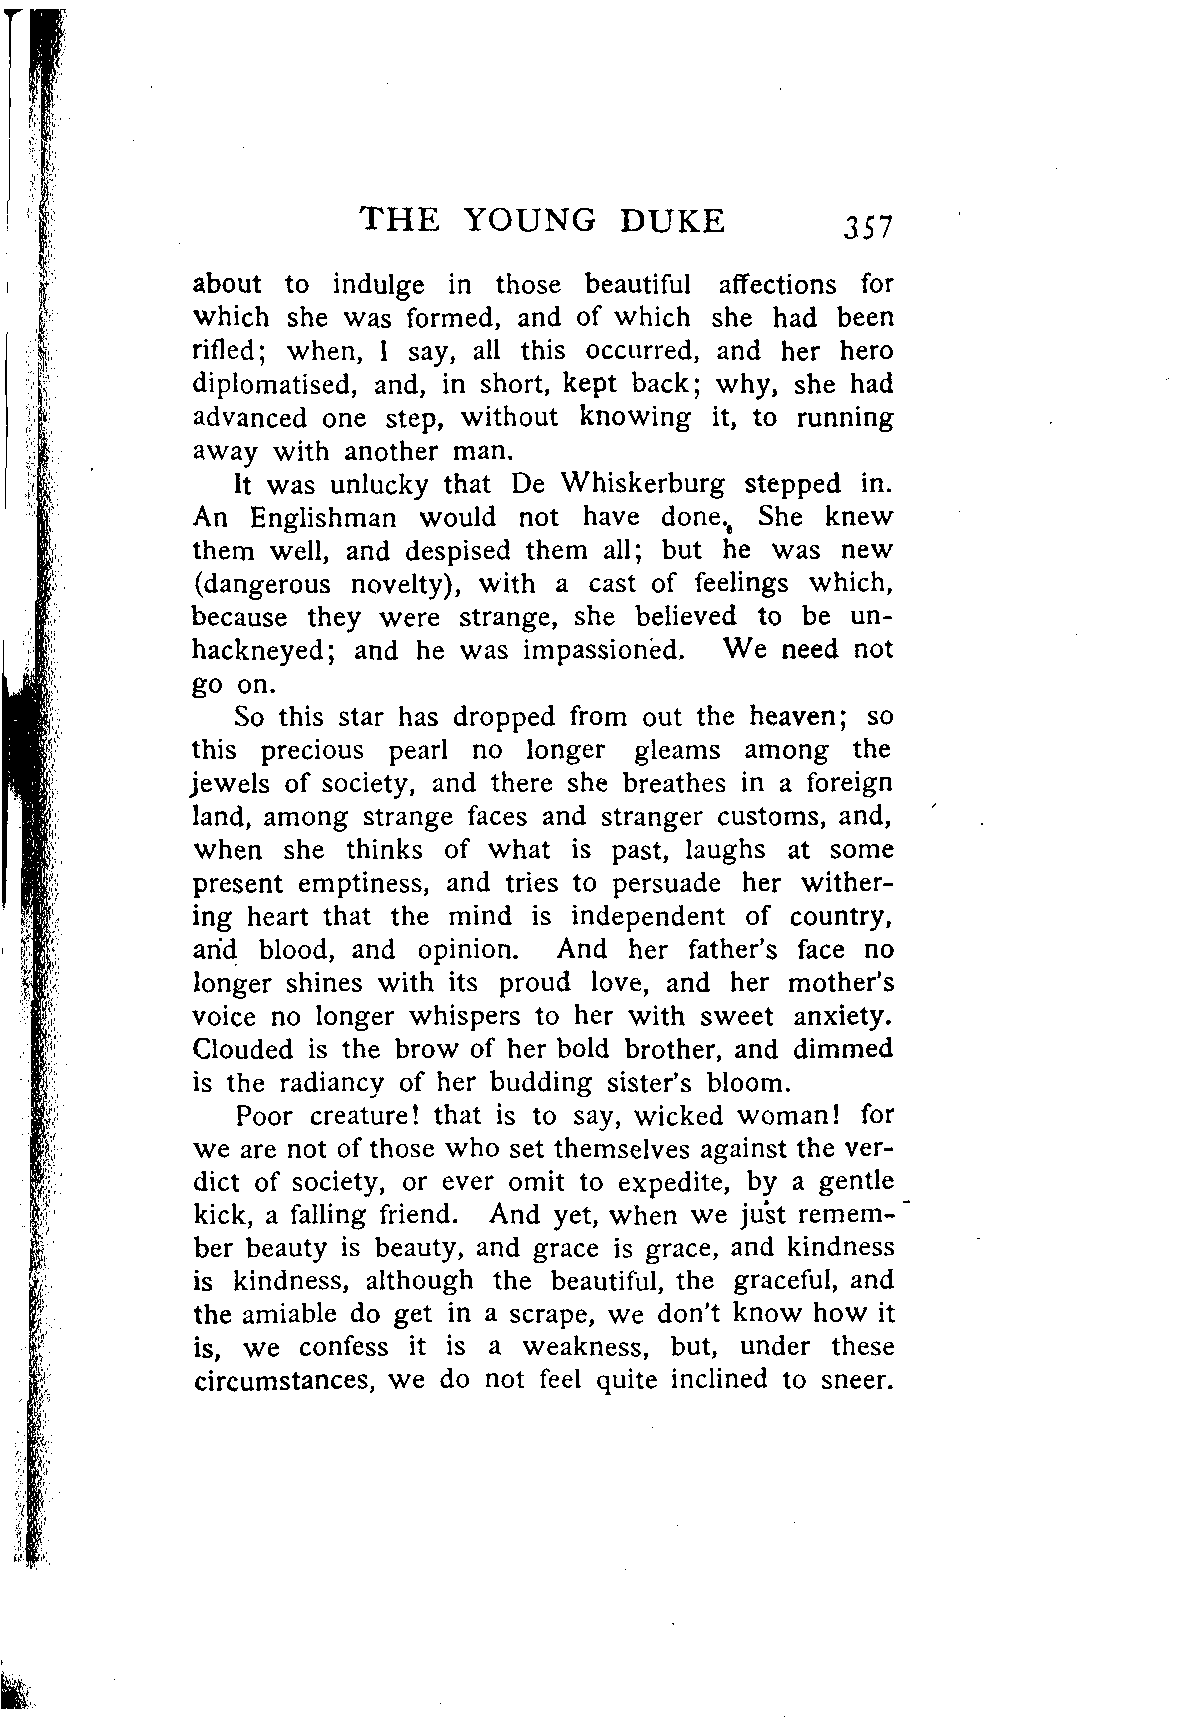 THE YOUNG DUKE 357
about to indulge in those beautiful affections for
which she was formed, and of which she had been
rifled; when, I say, all this occurred, and her hero
diplomatised, and, in short, kept back; why, she had
advanced one step, without knowing it, to running
away with another man.
It was unlucky that De Whiskerburg stepped in.
An Englishman would not have done. She knew
them well, and despised them all; but he was new
(dangerous novelty), with a cast of feelings which,
because they were strange, she believed to be un-
hackneyed; and he was impassioned. We need not
go on.
So this star has dropped from out the heaven; so
this precious pearl no longer gleams among the
jewels of society, and there she breathes in a foreign
land, among strange faces and stranger customs, and,
when she thinks of what is past, laughs at some
present emptiness, and tries to persuade her wither-
ing heart that the mind is independent of country,
and blood, and opinion. And her father's face no
longer shines with its proud love, and her mother's
voice no longer whispers to her with sweet anxiety.
Clouded is the brow of her bold brother, and dimmed
is the radiancy of her budding sister's bloom.
Poor creature! that is to say, wicked woman! for
we are not of those who set themselves against the ver-
dict of society, or ever omit to expedite, by a gentle
kick, a falling friend. And yet, when we just remem-
ber beauty is beauty, and grace is grace, and kindness
is kindness, although the beautiful, the graceful, and
the amiable do get in a scrape, we don't know how it
is, we confess it is a weakness, but, under these
circumstances, we do not feel quite inclined to sneer.